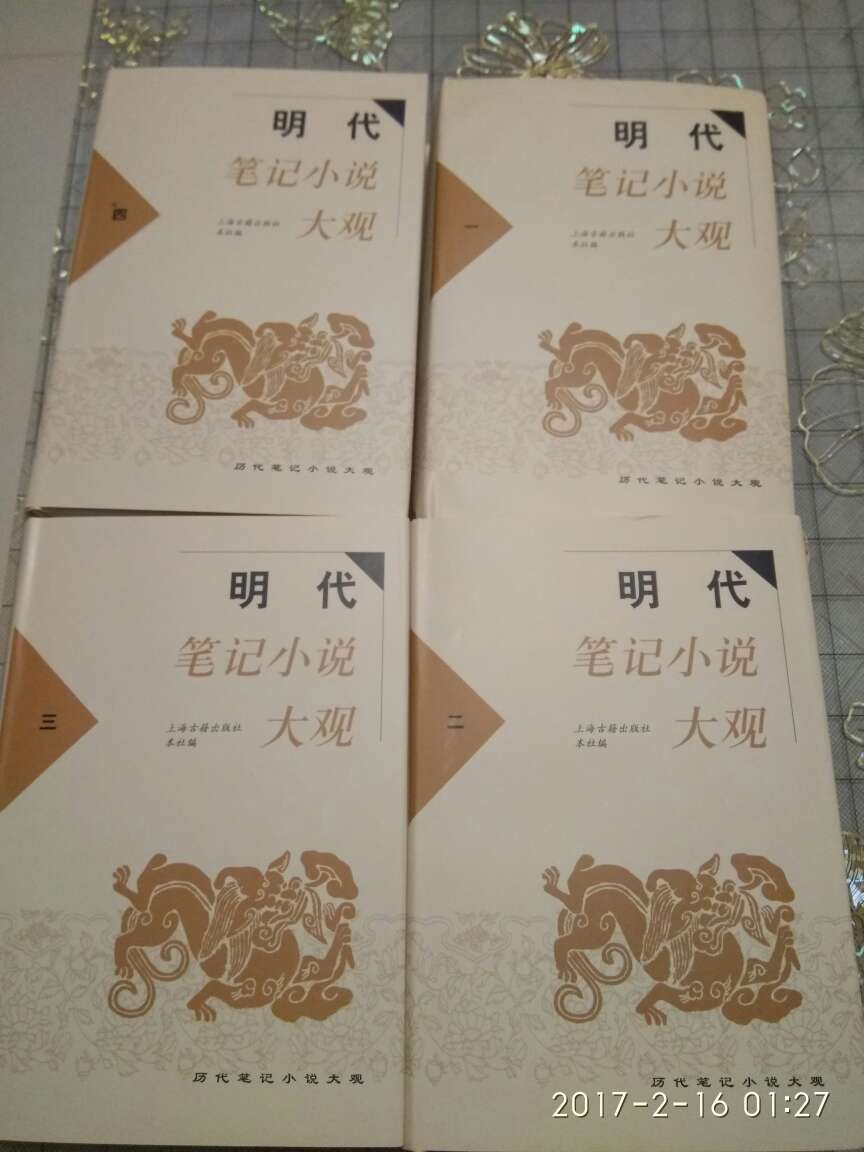 明代
笔记小说
大观
上海古籍出版社
本社编
四
历代笔记小说大观
明代
笔记小说
大观
上海古籍出版社
本社编
一
历代笔记小说大观
明代
笔记小说
大观
上海古籍出版社
本社编
三
历代笔记小说大观
明代
笔记小说
大观
上海古籍出版社
本社编
二
历代笔记小说大观
2017-2-16 01:27